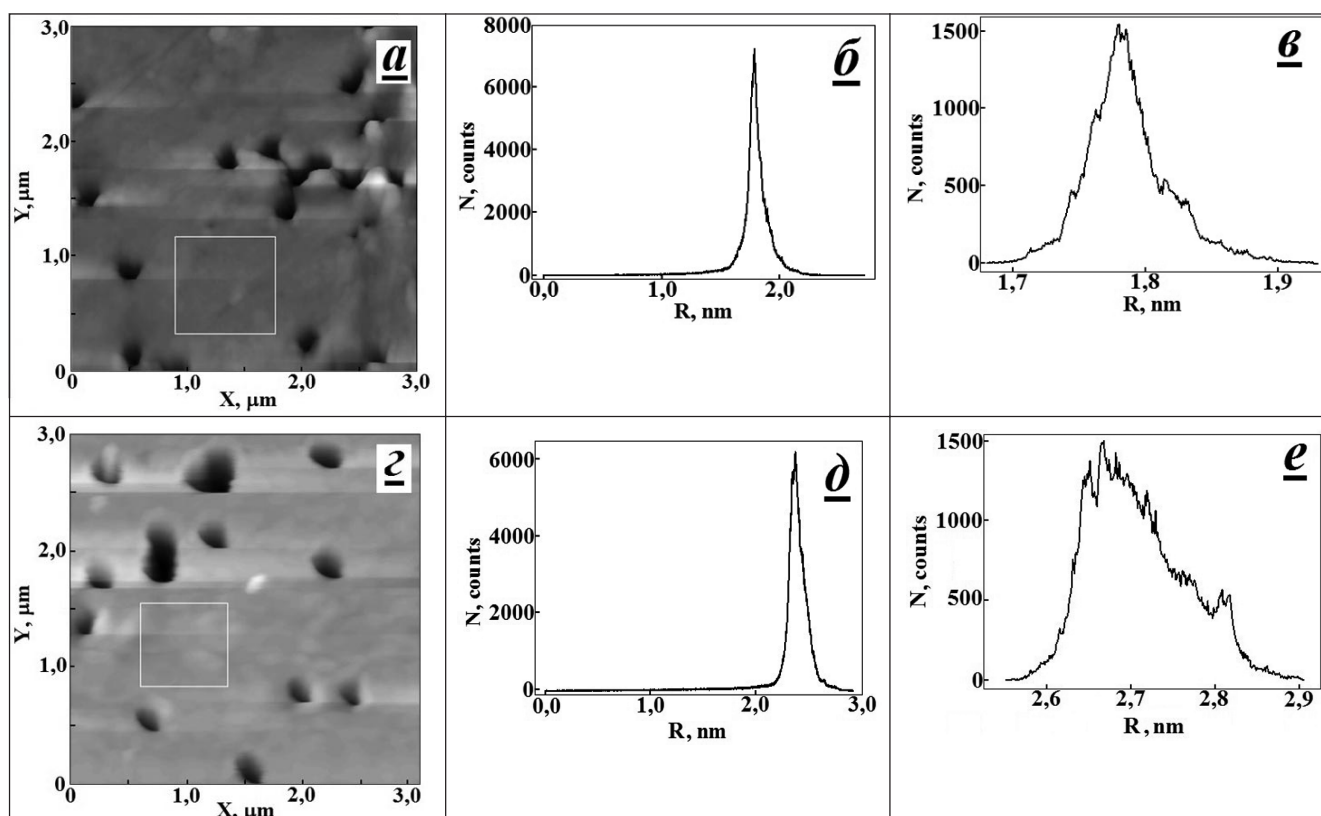 3,0
2,0
1,0
0
0
1,0
2,0
3,0
Y, μm
X, μm
а
8000
6000
4000
2000
0
0,0
1,0
2,0
N, counts
R, nm
б
1500
1000
500
0
1,7
1,8
1,9
N, counts
R, nm
в
3,0
2,0
1,0
0
0
1,0
2,0
3,0
Y, μm
X, μm
г
6000
4000
2000
0
0,0
1,0
2,0
3,0
N, counts
R, nm
д
1500
1000
500
0
2,6
2,7
2,8
2,9
N, counts
R, nm
е